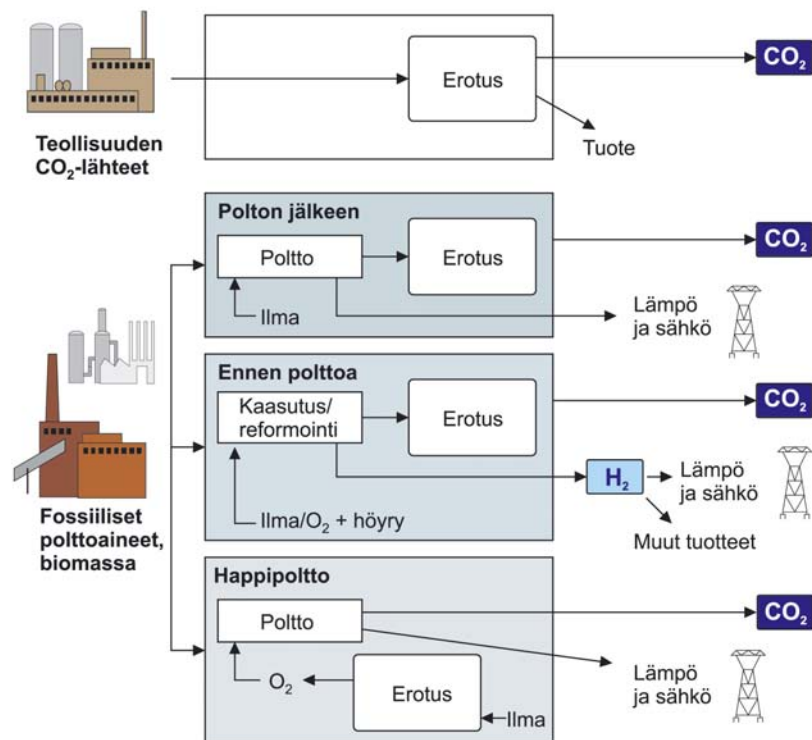 Erotus
CO₂
Tuote
Teollisuuden
CO₂-lähteet
Polton jälkeen
Poltto
Erotus
CO₂
Ilma
Lämpö
ja sähkö
Ennen polttoa
Kaasutus/
reformointi
Erotus
CO₂
H₂
Lämpö
ja sähkö
Ilma/O₂ + höyry
Muut tuotteet
Fossiiliset
polttoaineet,
biomassa
Happipoltto
Poltto
CO₂
O₂
Erotus
Ilma
Lämpö
ja sähkö